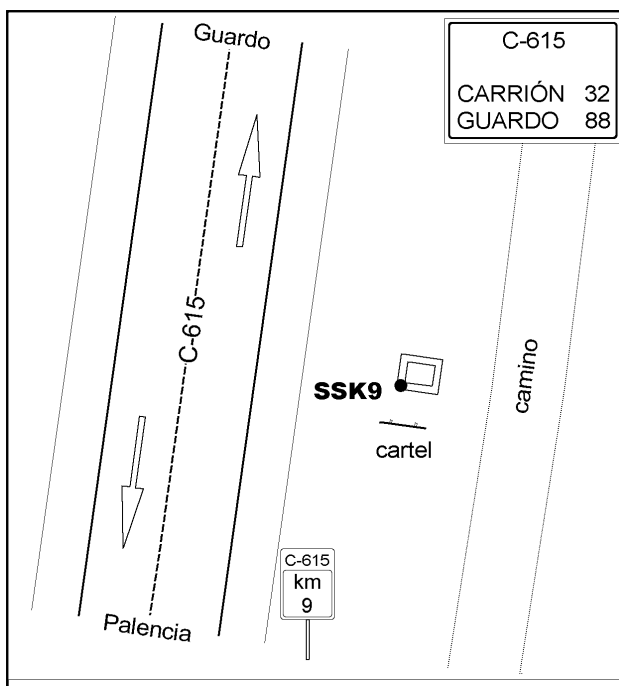 Guardo
C-615
CARRIÓN 32
GUARDO 88
C-615
SSK9
camino
cartel
C-615
km
9
Palencia